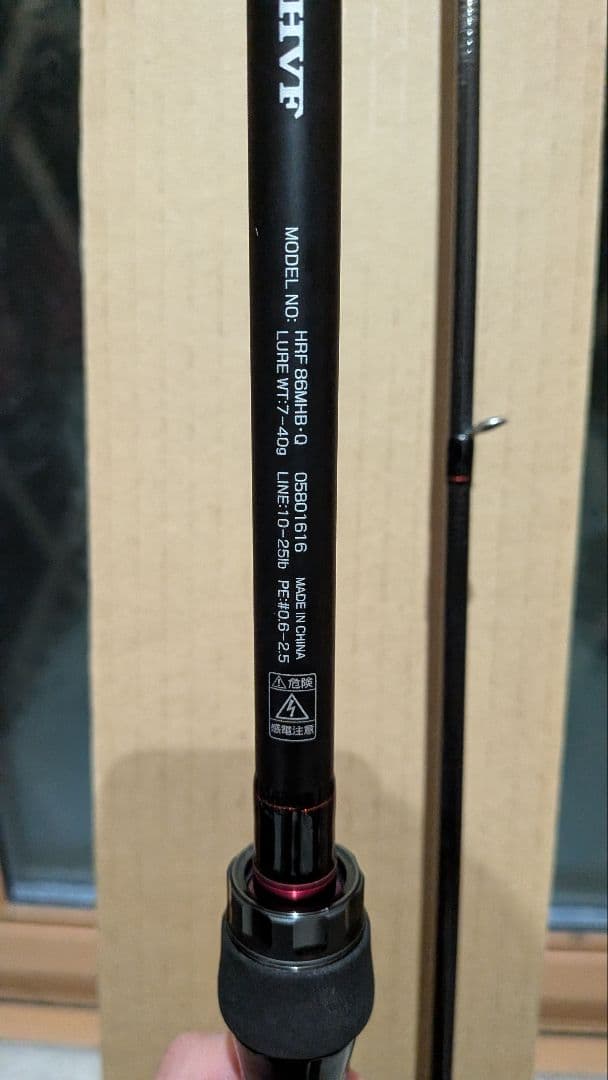 HVF
MODEL NO: HRF 86MHB・Q 05801616 MADE IN CHINA
LURE WT:7-40g LINE:10-25lb PE:#0.6-2.5
危険
感電注意